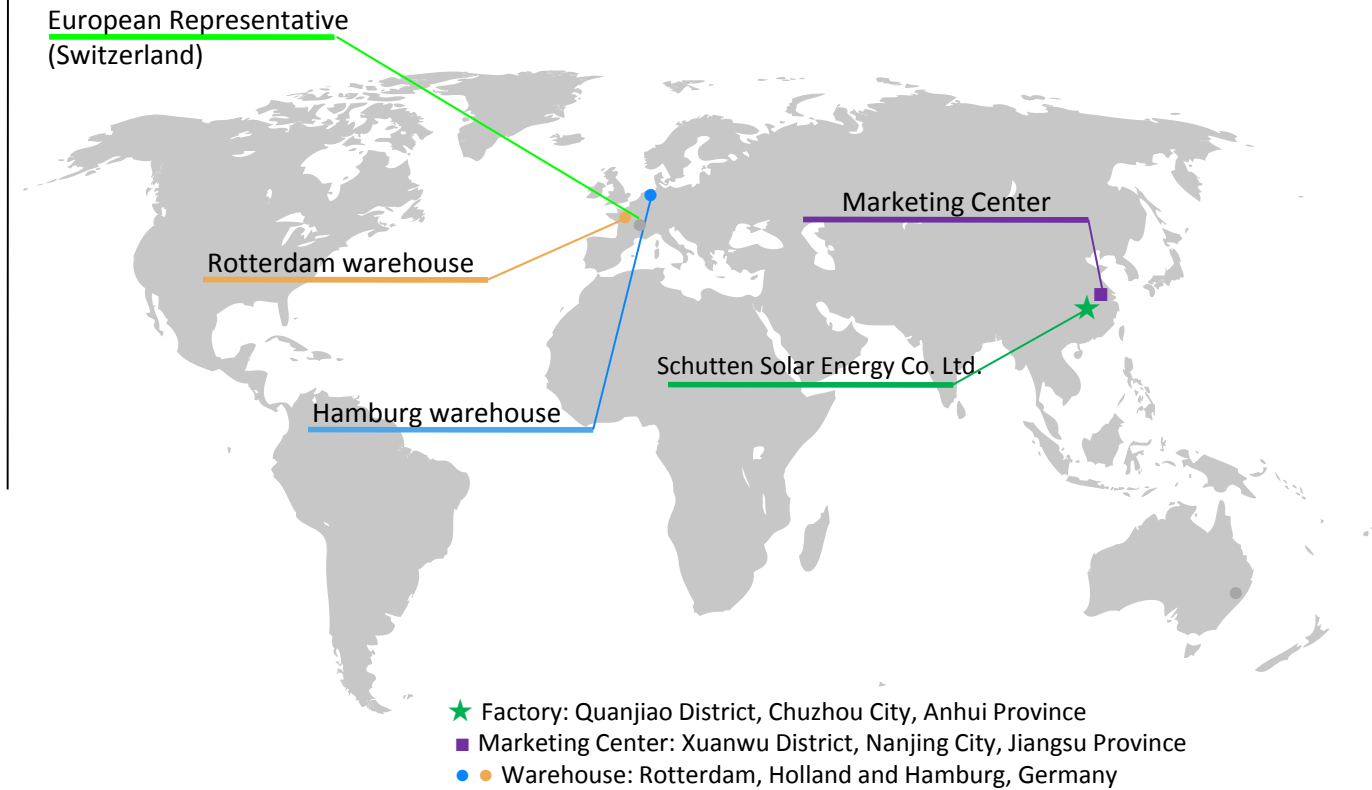 European Representative
(Switzerland)
Marketing Center
Rotterdam warehouse
Schutten Solar Energy Co. Ltd.
Hamburg warehouse
Factory: Quanjiao District, Chuzhou City, Anhui Province
Marketing Center: Xuanwu District, Nanjing City, Jiangsu Province
Warehouse: Rotterdam, Holland and Hamburg, Germany